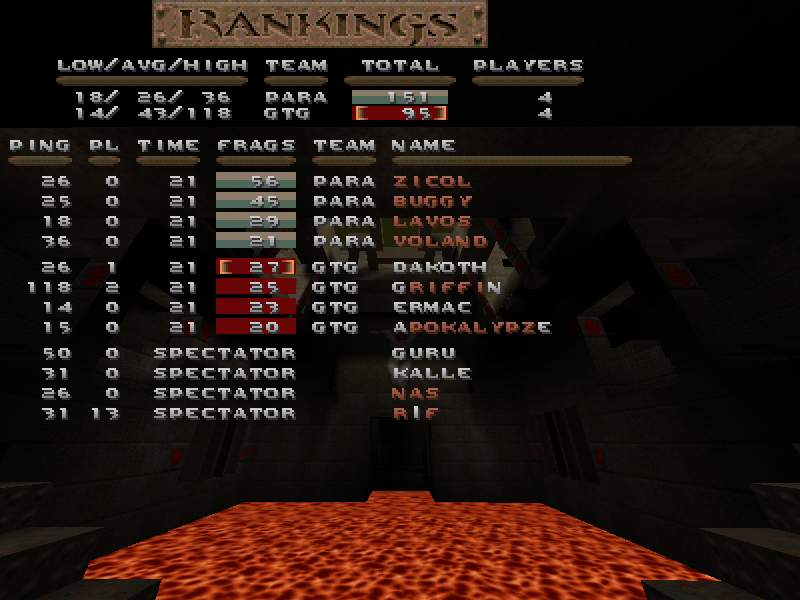 RANKINGS
LOW/AVG/HIGH TEAM TOTAL PLAYERS
18/ 26/ 36 PARA 151 4
14/ 43/118 GTG 95 4
PING PL TIME FRAGS TEAM NAME
26 0 21 56 PARA ZICOL
25 0 21 45 PARA BUGGY
18 0 21 29 PARA LAVOS
36 0 21 21 PARA VOLAND
26 1 21 27 GTG DAKOTH
118 2 21 25 GTG GRIFFIN
14 0 21 23 GTG ERMAC
15 0 21 20 GTG APOKALYPZE
50 0 SPECTATOR GURU
31 0 SPECTATOR KALLE
26 0 SPECTATOR NAS
31 13 SPECTATOR RIF